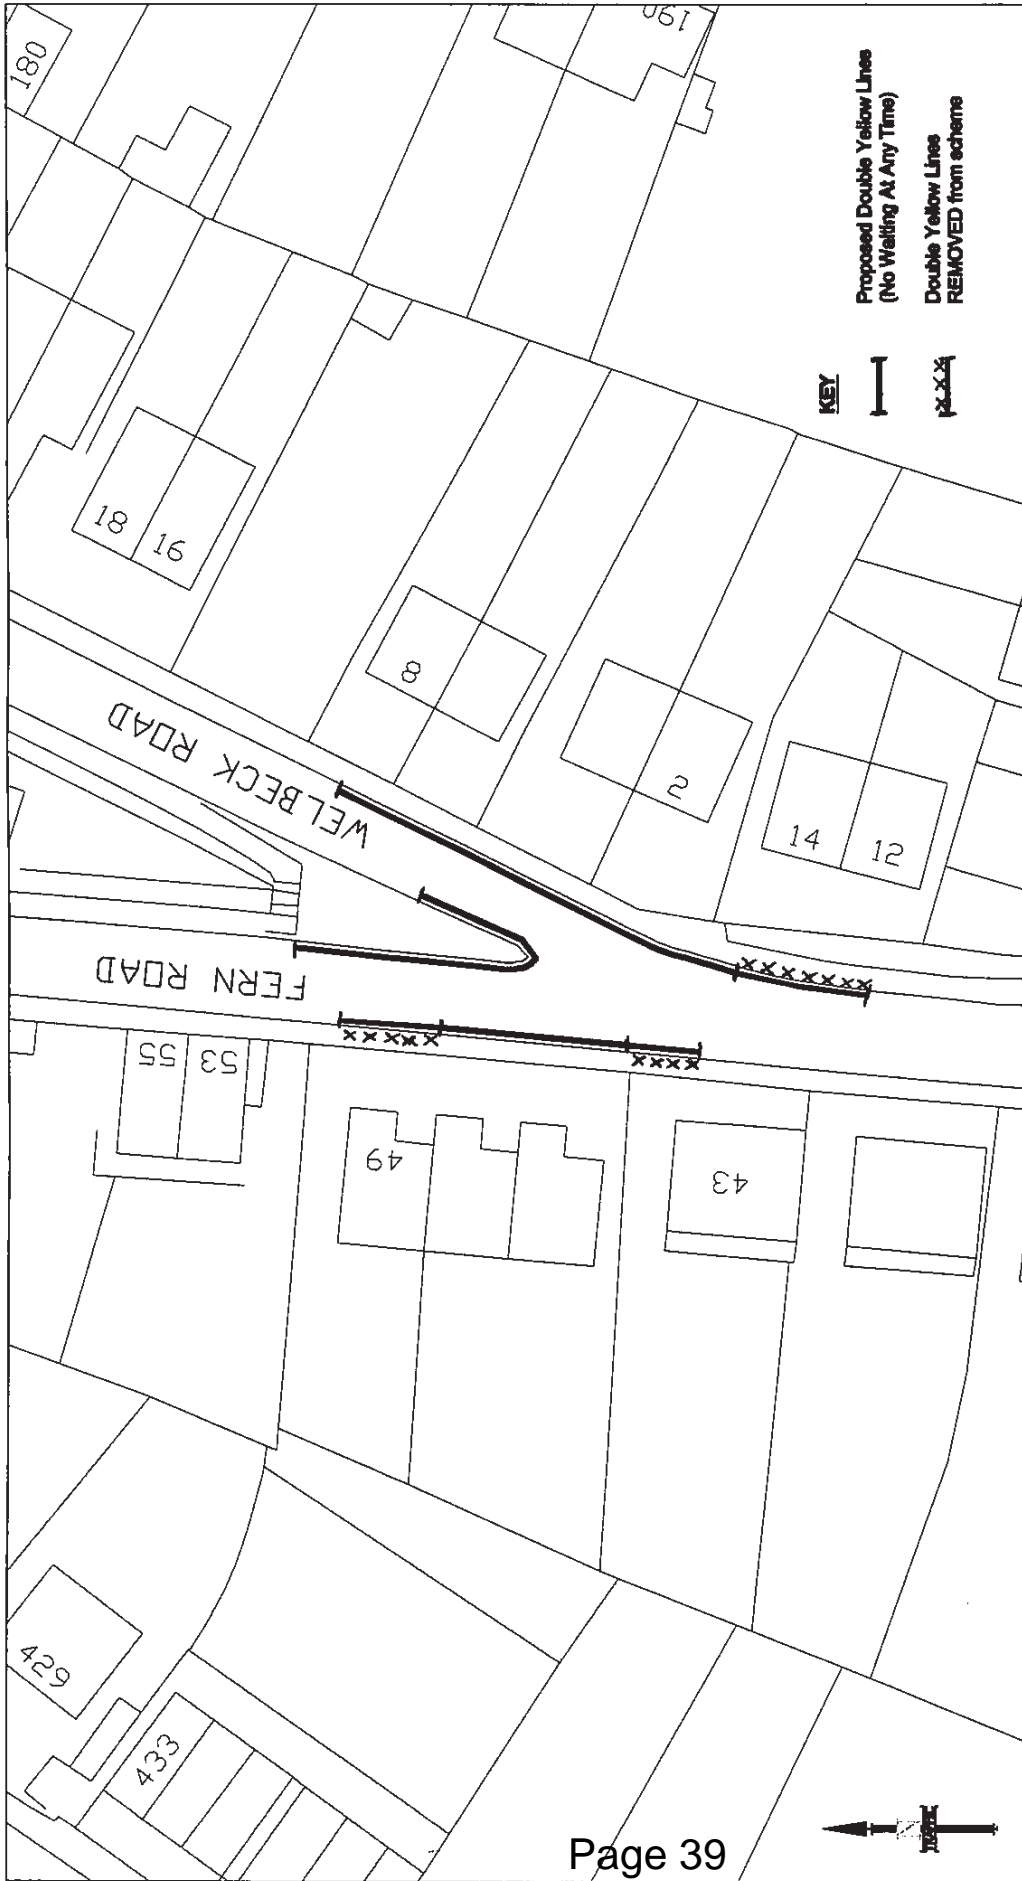 180
190
KEY
Proposed Double Yellow Lines
(No Waiting At Any Time)
Double Yellow Lines
REMOVED from scheme
18
16
8
2
14
12
WELBECK ROAD
FERN ROAD
55
53
49
43
429
433
Page 39